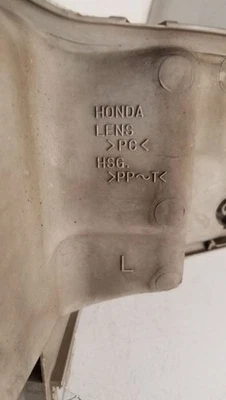 HONDA
LENS
>PC<
HSG.
>PP~T<
L